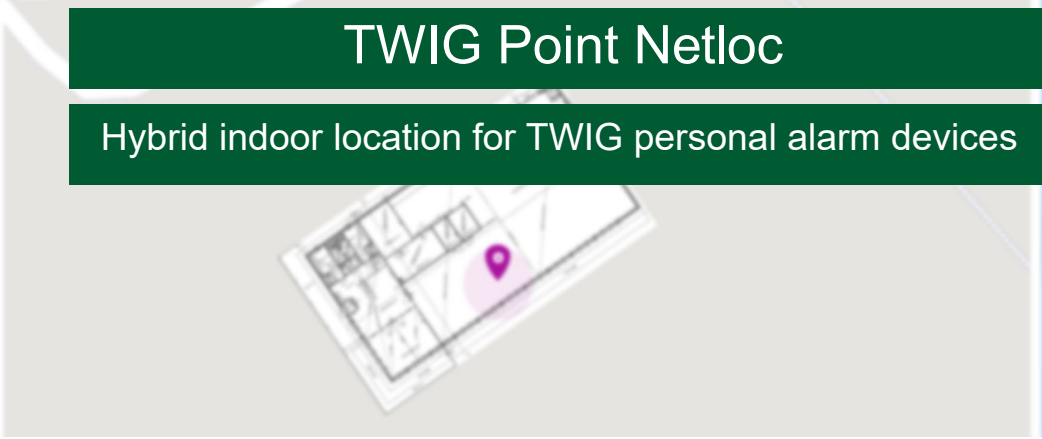 TWIG Point Netloc
Hybrid indoor location for TWIG personal alarm devices